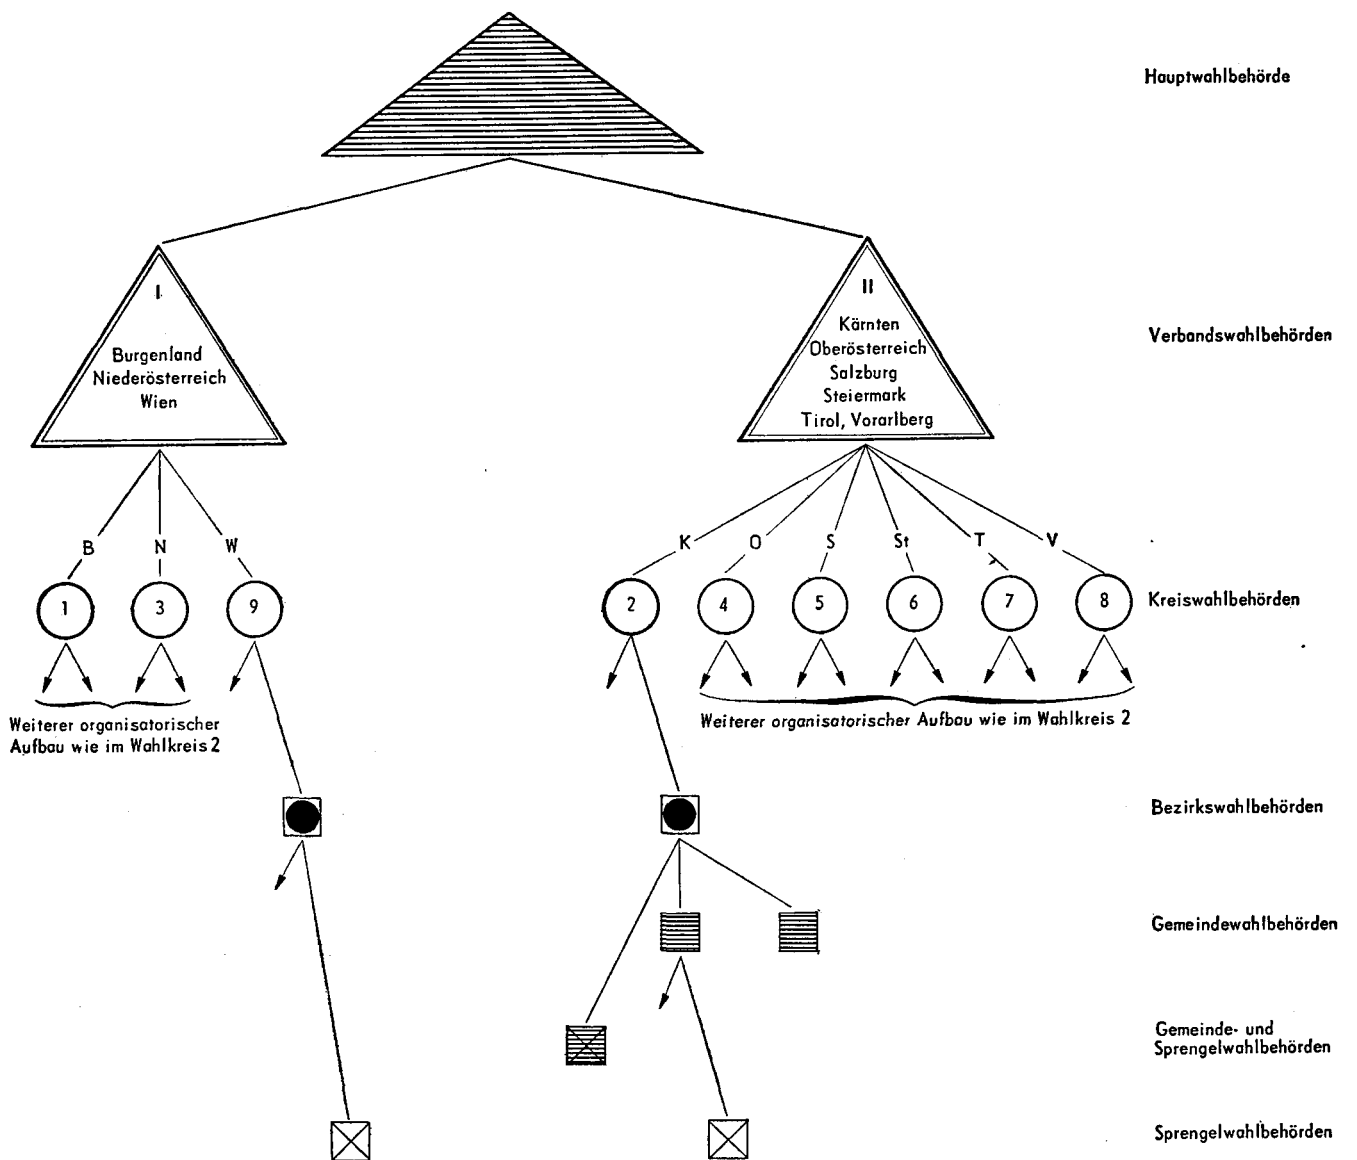 Hauptwahlbehörde
I
Burgenland
Niederösterreich
Wien
II
Kärnten
Oberösterreich
Salzburg
Steiermark
Tirol, Vorarlberg
Verbandswahlbehörden
B N W
K O S St T V
1 3 9
2 4 5 6 7 8
Kreiswahlbehörden
Weiterer organisatorischer
Aufbau wie im Wahlkreis 2
Weiterer organisatorischer Aufbau wie im Wahlkreis 2
Bezirkswahlbehörden
Gemeindewahlbehörden
Gemeinde- und
Sprengelwahlbehörden
Sprengelwahlbehörden